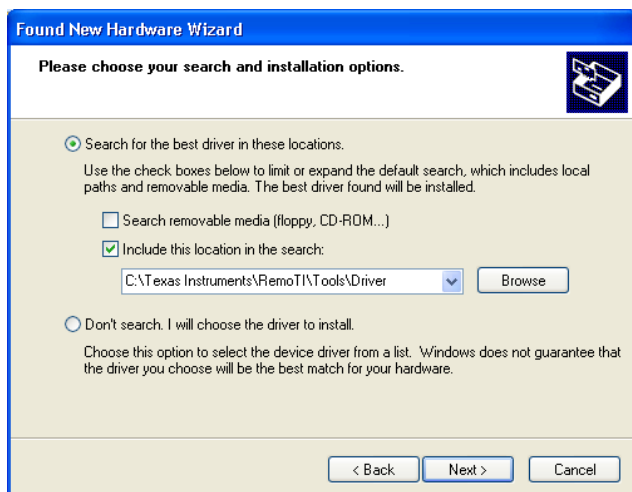 Found New Hardware Wizard
Please choose your search and installation options.
Search for the best driver in these locations.
Use the check boxes below to limit or expand the default search, which includes local
paths and removable media. The best driver found will be installed.
Search removable media (floppy, CD-ROM...)
Include this location in the search:
C:\Texas Instruments\RemoTI\Tools\Driver
Browse
Don't search. I will choose the driver to install.
Choose this option to select the device driver from a list. Windows does not guarantee that
the driver you choose will be the best match for your hardware.
< Back
Next >
Cancel